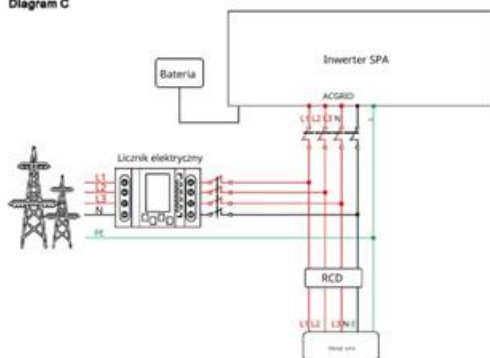 Diagram C
Inwerter SPA
Bateria
ACGRID
L1 L2 L3 N
Licznik elektryczny
L1
L2
L3
N
PE
RCD
L1 L2 L3 N E